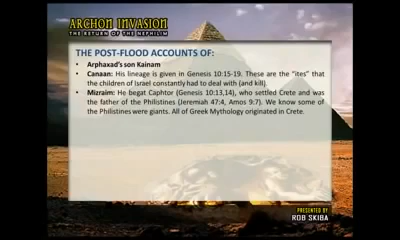 ARCHON INVASION
THE RETURN OF THE NEPHILIM
THE POST-FLOOD ACCOUNTS OF:
• Arphaxad's son Kainam
• Canaan: His lineage is given in Genesis 10:15-19. These are the "ites" that
the children of Israel constantly had to deal with (and kill)
• Mizraim: He begat Caphtor (Genesis 10:13,14), who settled Crete and was
the father of the Philistines (Jeremiah 47:4, Amos 9:7). We know some of
the Philistines were giants. All of Greek Mythology originated in Crete.
PRESENTED BY
ROB SKIBA